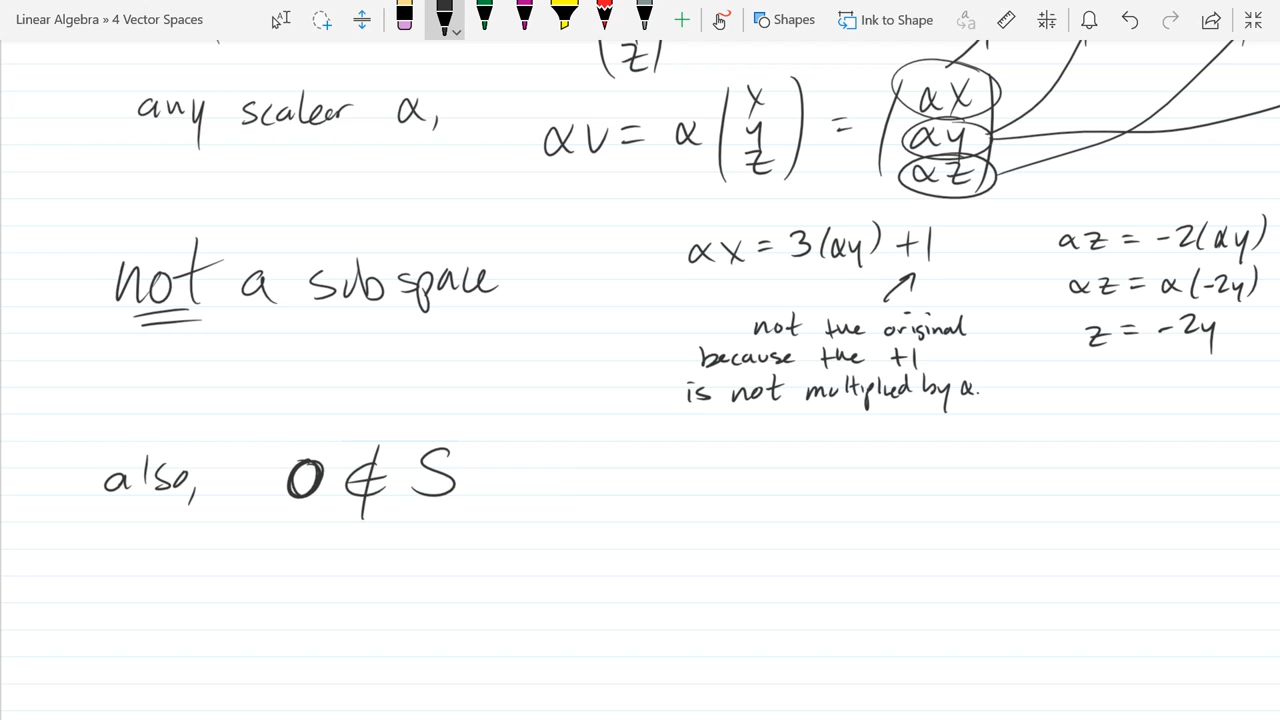 Linear Algebra » 4 Vector Spaces
Shapes
Ink to Shape
z
any scaler α,
αv = α (x y z) = (αx αy αz)
αx = 3(αy) + 1
αz = -2(αy)
not a subspace
αz = α(-2y)
not the original
z = -2y
because the +1
is not multiplied by α.
also, 0 ∉ S